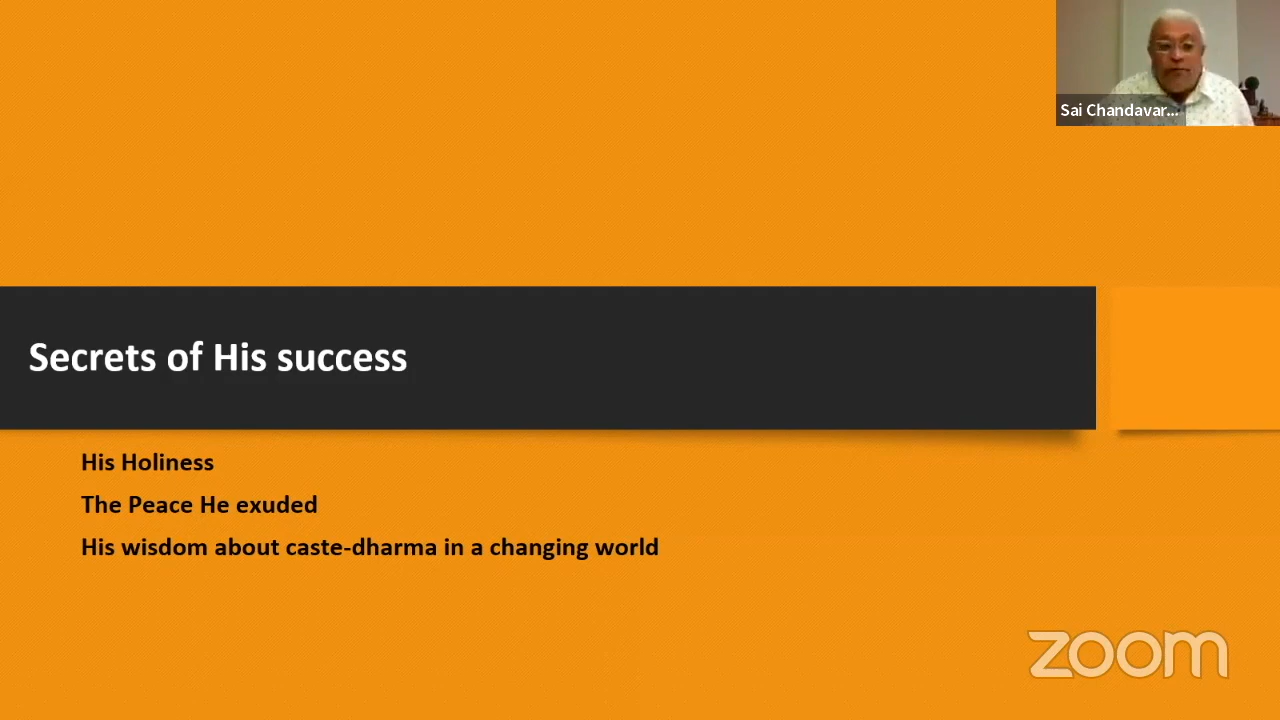 Sai Chandavar...
Secrets of His success
His Holiness
The Peace He exuded
His wisdom about caste-dharma in a changing world
zoom